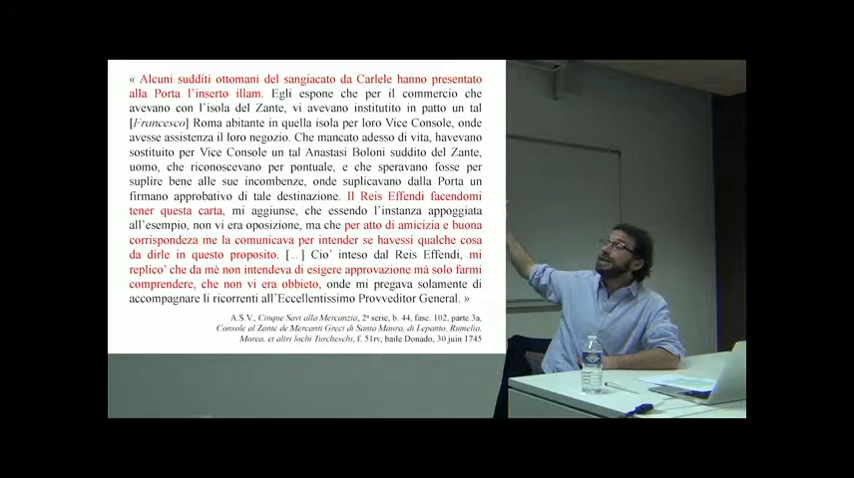 « Alcuni sudditi ottomani del sangiacato da Carlele hanno presentato
alla Porta l'inserto illam. Egli espone che per il commercio che
avevano con l'isola del Zante, vi avevano instituito in patto un tal
[Francesco] Roma abitante in quella isola per loro Vice Console, onde
avesse assistenza il loro negozio. Che mancato adesso di vita, havevano
sostituito per Vice Console un tal Anastasi Boloni suddito del Zante,
uomo, che riconoscevano per pontuale, e che speravano fosse per
suplire bene alle sue incombenze, onde suplicavano dalla Porta un
firmano approbativo di tale destinazione. Il Reis Effendi facendomi
tener questa carta, mi aggiunse, che essendo l'instanza appoggiata
all'esempio, non vi era oposizione, ma che per atto di amicizia e buona
corrispondeza me la comunicava per intender se havessi qualche cosa
da dirle in questo proposito. [...] Cio' inteso dal Reis Effendi, mi
replico' che da mè non intendeva di esigere approvazione mà solo farmi
comprendere, che non vi era obbieto, onde mi pregava solamente di
accompagnare li ricorrenti all'Eccellentissimo Provveditor General. »
A.S.V., Cinque Savi alla Mercanzia, 2ª serie, b. 44, fasc. 102, parte 3a,
Console al Zante de Mercanti Greci di Santa Maura, di Lepanto, Rumelia,
Morea, et altri lochi Turcheschi, f. 51rv, baile Donado, 30 juin 1745